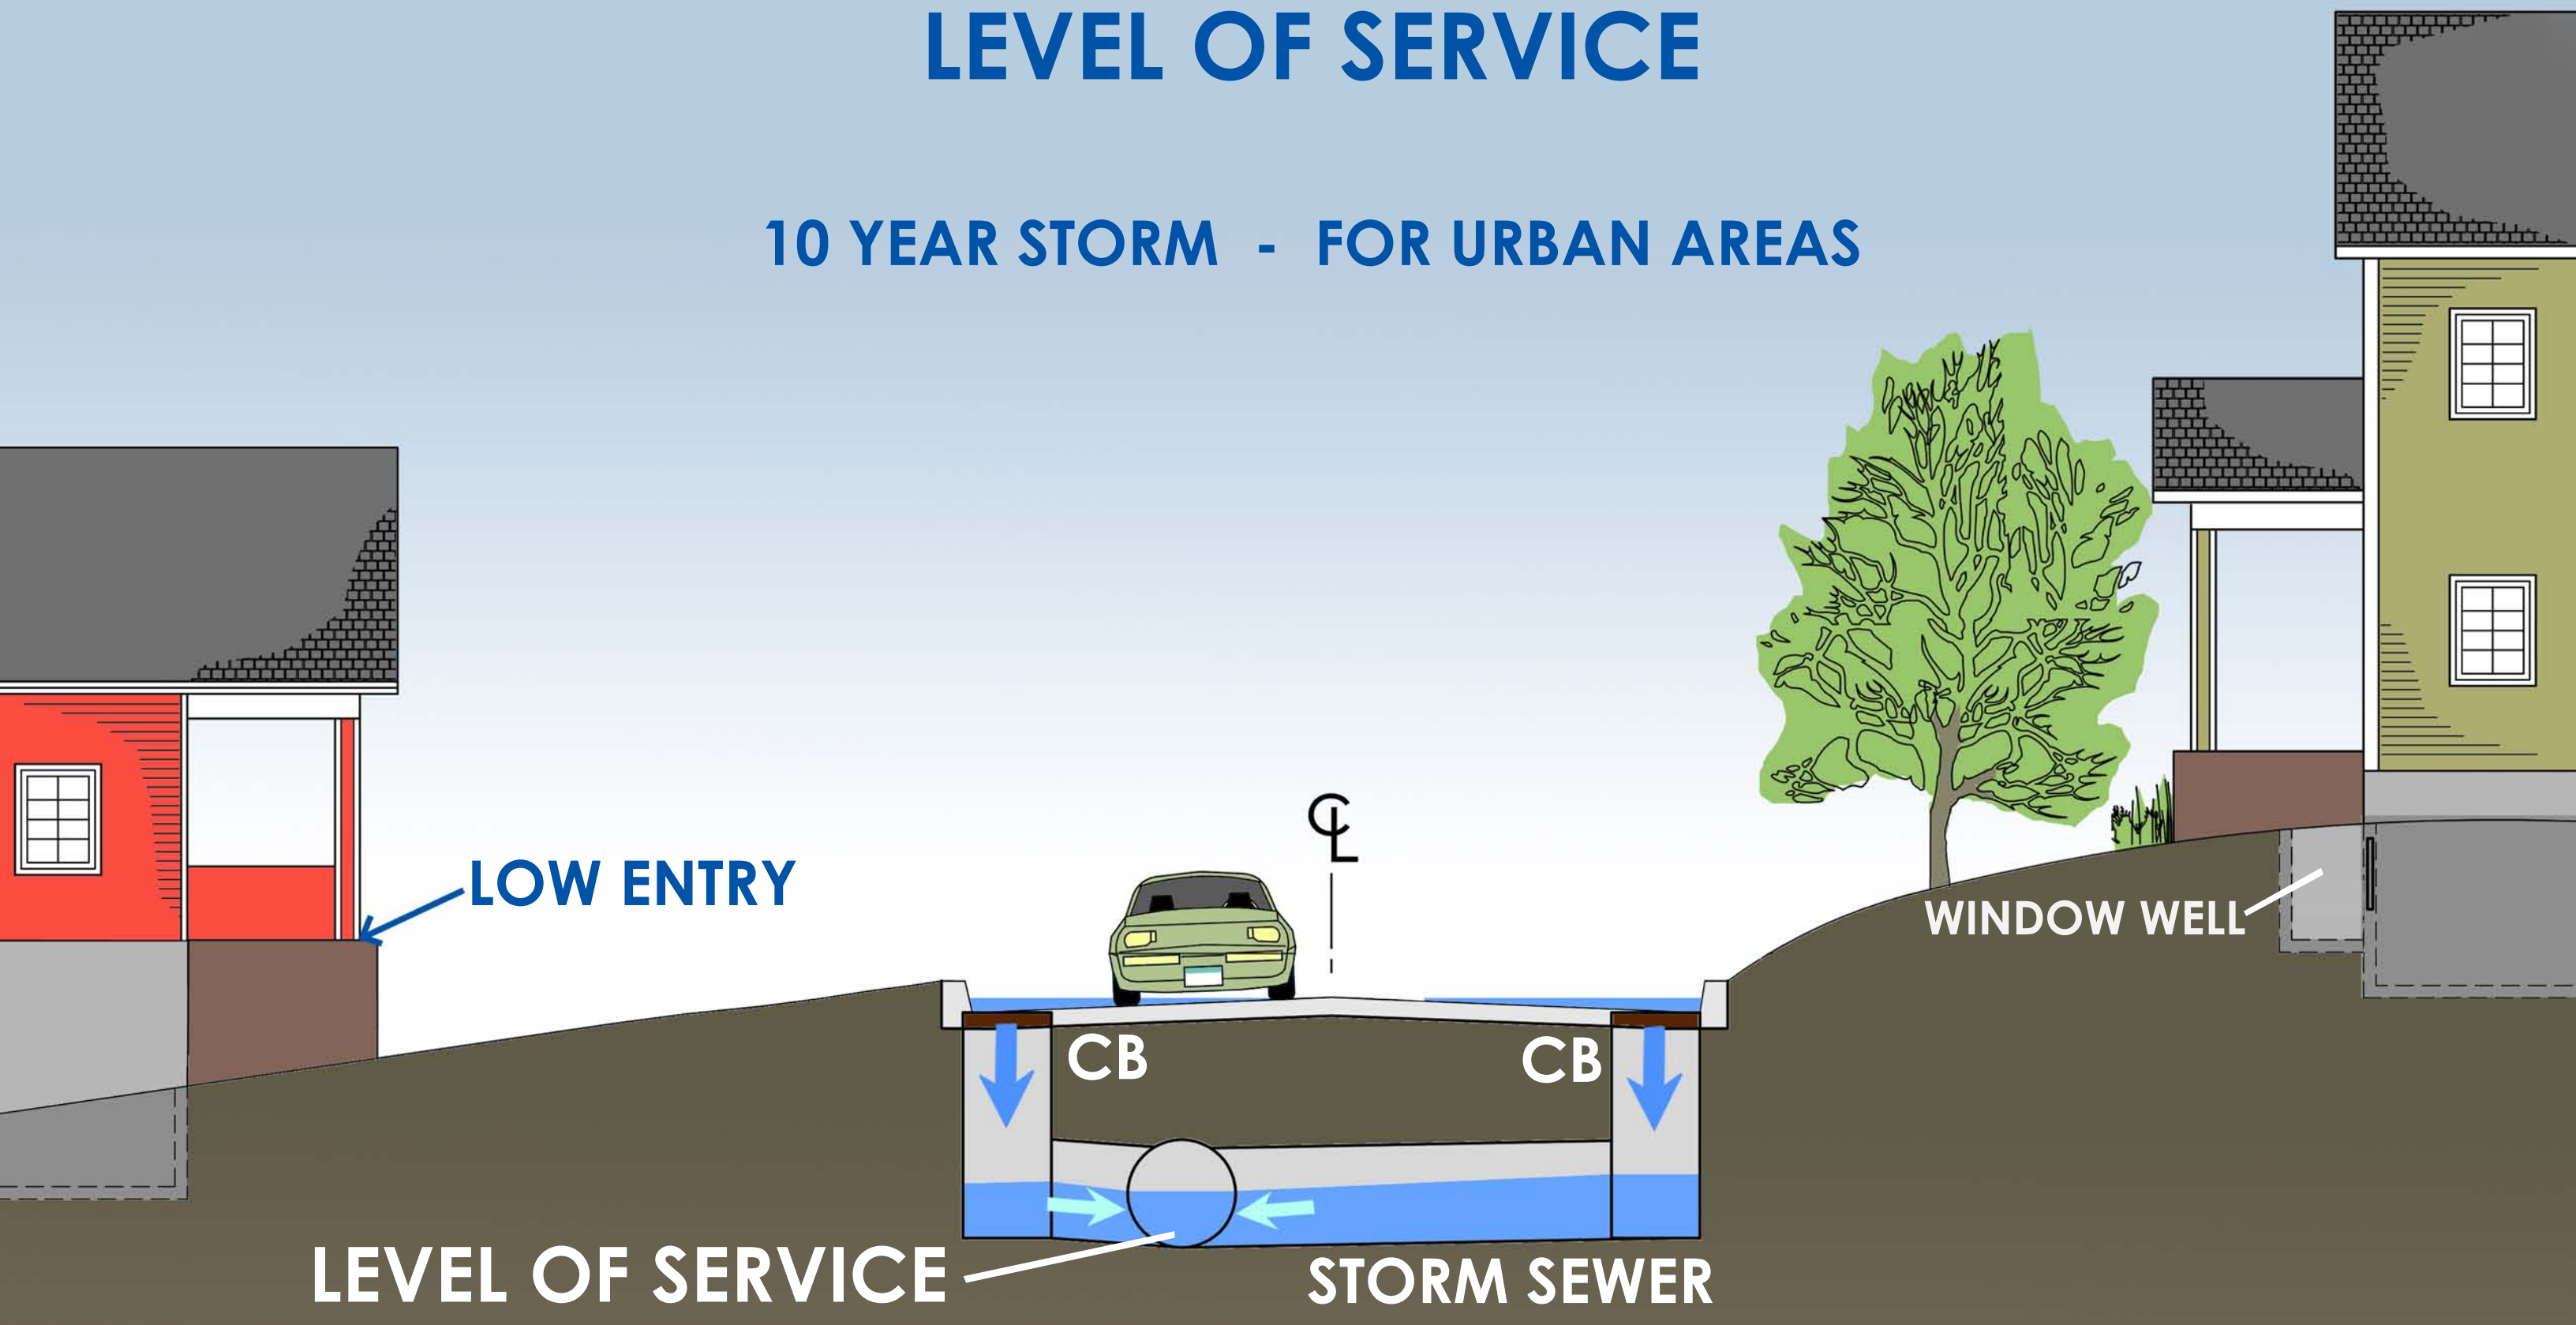 LEVEL OF SERVICE
10 YEAR STORM - FOR URBAN AREAS
℄
LOW ENTRY
WINDOW WELL
CB
CB
LEVEL OF SERVICE
STORM SEWER